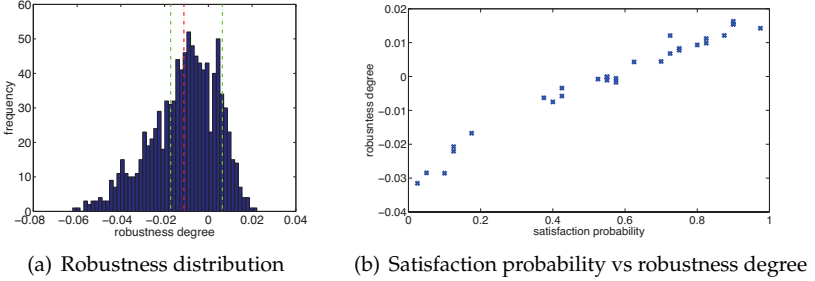 60
50
40
30
20
10
0
frequency
−0.08 −0.06 −0.04 −0.02 0 0.02 0.04
robustness degree
(a) Robustness distribution
0.02
0.01
0
−0.01
−0.02
−0.03
−0.04
robusntess degree
0 0.2 0.4 0.6 0.8 1
satisfaction probability
(b) Satisfaction probability vs robustness degree